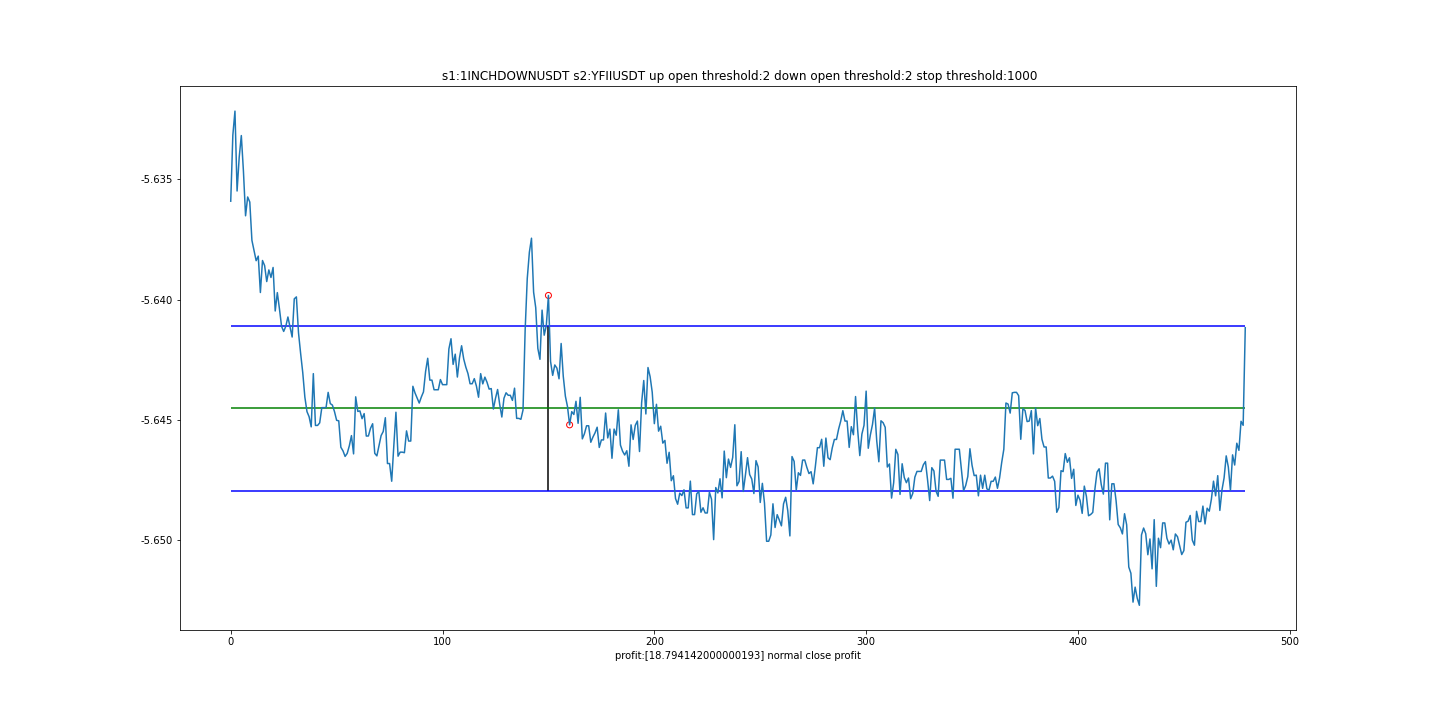 s1:1INCHDOWNUSDT s2:YFIIUSDT up open threshold:2 down open threshold:2 stop threshold:1000
-5.635
-5.640
-5.645
-5.650
0 100 200 300 400 500
profit:[18.794142000000193] normal close profit